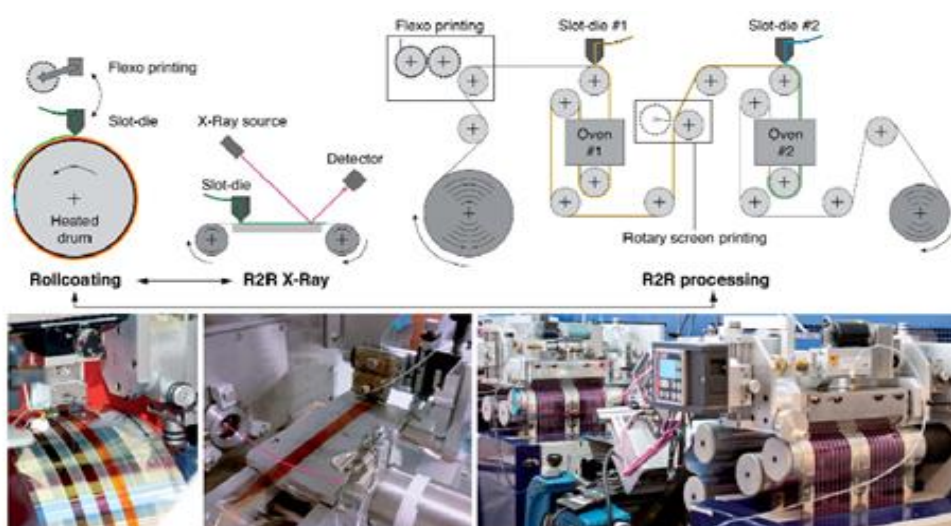 Flexo printing
Slot-die
Heated
drum
Rollcoating
X-Ray source
Slot-die
Detector
R2R X-Ray
Flexo printing
Slot-die #1
Oven
#1
Rotary screen printing
Slot-die #2
Oven
#2
R2R processing